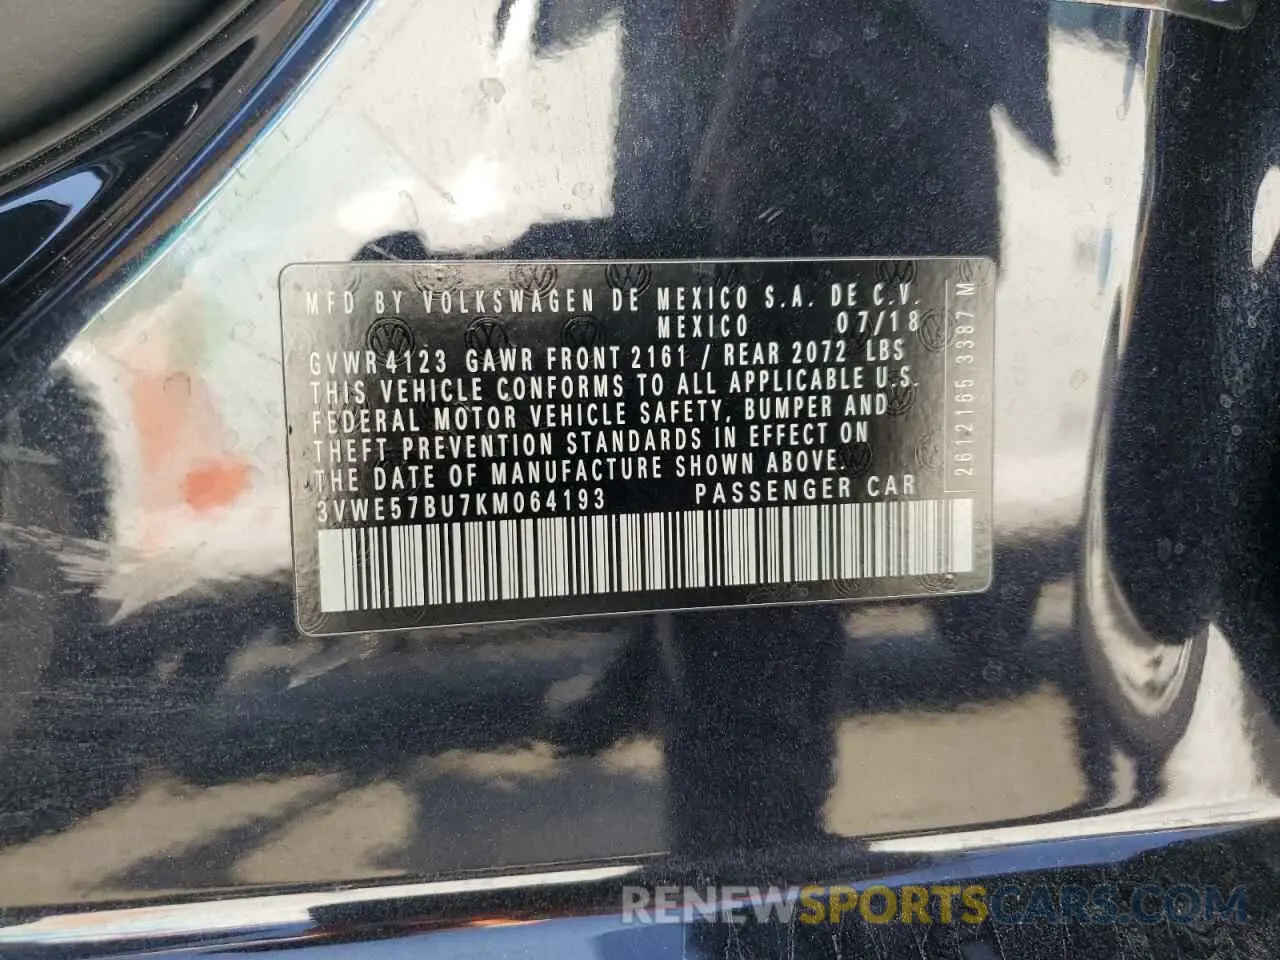 MFD BY VOLKSWAGEN DE MEXICO S.A. DE C.V.
MEXICO 07/18
GVWR 4123 GAWR FRONT 2161 / REAR 2072 LBS
THIS VEHICLE CONFORMS TO ALL APPLICABLE U.S.
FEDERAL MOTOR VEHICLE SAFETY, BUMPER AND
THEFT PREVENTION STANDARDS IN EFFECT ON
THE DATE OF MANUFACTURE SHOWN ABOVE.
3VWE57BU7KM064193 PASSENGER CAR
2612165 3387 M
RENEWSPORTSCARS.COM